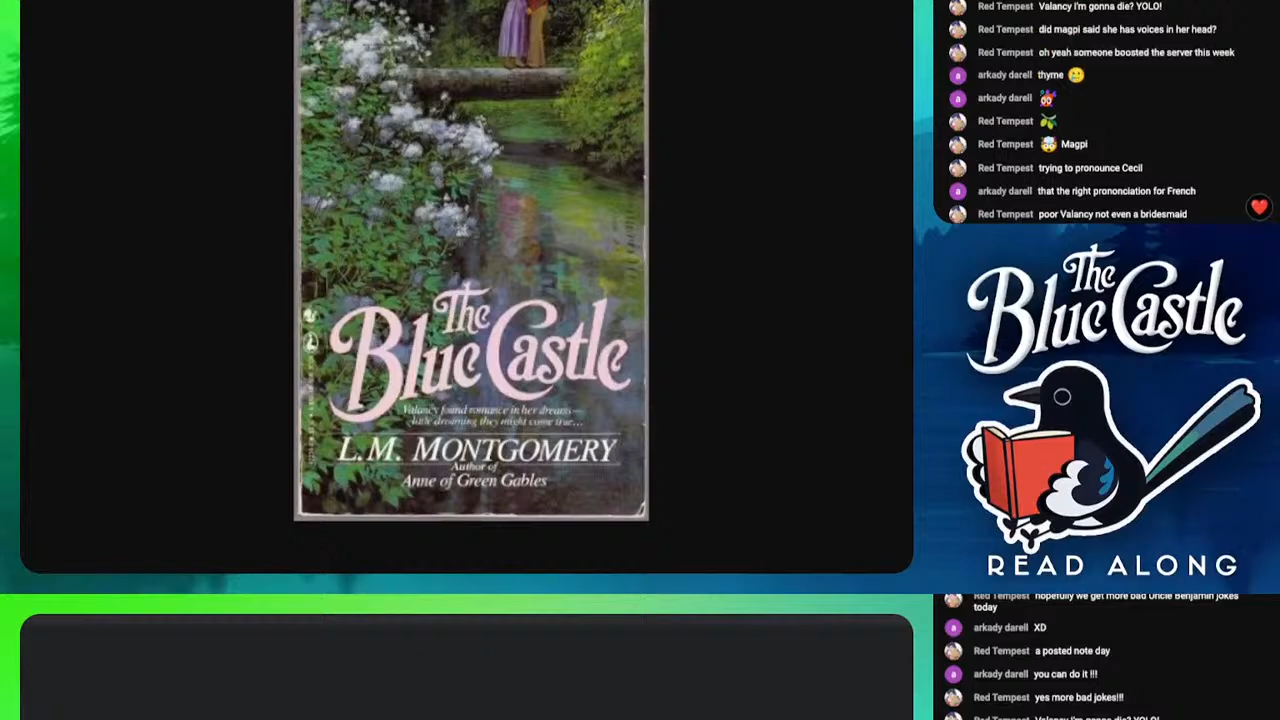 The
Blue Castle
Valancy found romance in her dreams—
little dreaming they might come true...
L.M. MONTGOMERY
Author of
Anne of Green Gables
Red Tempest Valancy I'm gonna die? YOLO!
Red Tempest did magpi said she has voices in her head?
Red Tempest oh yeah someone boosted the server this week
a arkady darell thyme 🥲
a arkady darell
Red Tempest 🫒
Red Tempest 🤯 Magpi
Red Tempest trying to pronounce Cecil
a arkady darell that the right prononciation for French
Red Tempest poor Valancy not even a bridesmaid
The
Blue Castle
READ ALONG
Red Tempest hopefully we get more bad Uncle Benjamin jokes
today
a arkady darell XD
Red Tempest a posted note day
a arkady darell you can do it !!!
Red Tempest yes more bad jokes!!!
Red Tempest Valancy I'm gonna die? YOLO!